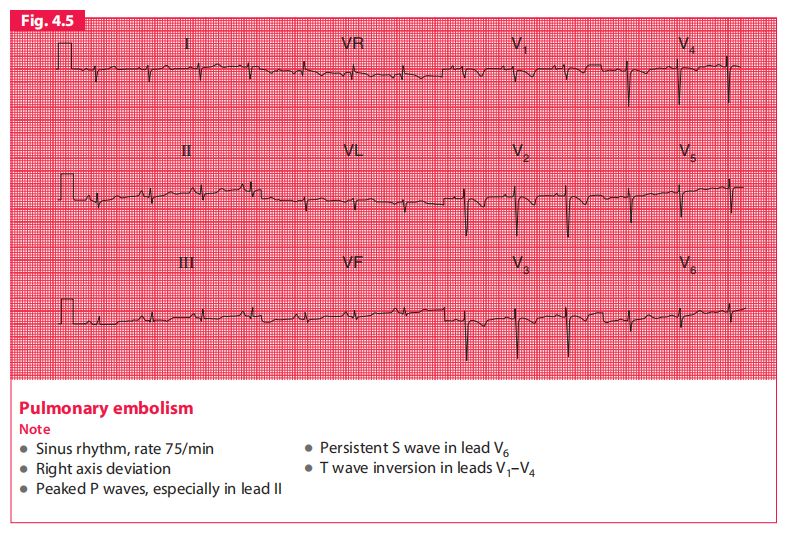 Fig. 4.5
I VR V1 V4
II VL V2 V5
III VF V3 V6
Pulmonary embolism
Note
● Sinus rhythm, rate 75/min
● Right axis deviation
● Peaked P waves, especially in lead II
● Persistent S wave in lead V6
● T wave inversion in leads V1–V4